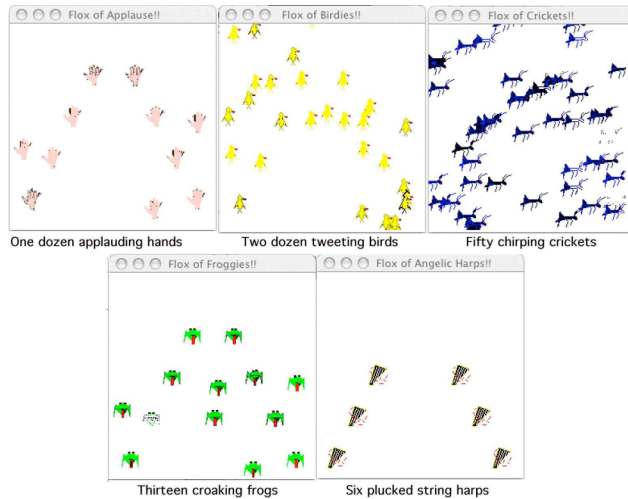 Flox of Applause!!
Flox of Birdies!!
Flox of Crickets!!
One dozen applauding hands
Two dozen tweeting birds
Fifty chirping crickets
Flox of Froggies!!
Flox of Angelic Harps!!
Thirteen croaking frogs
Six plucked string harps